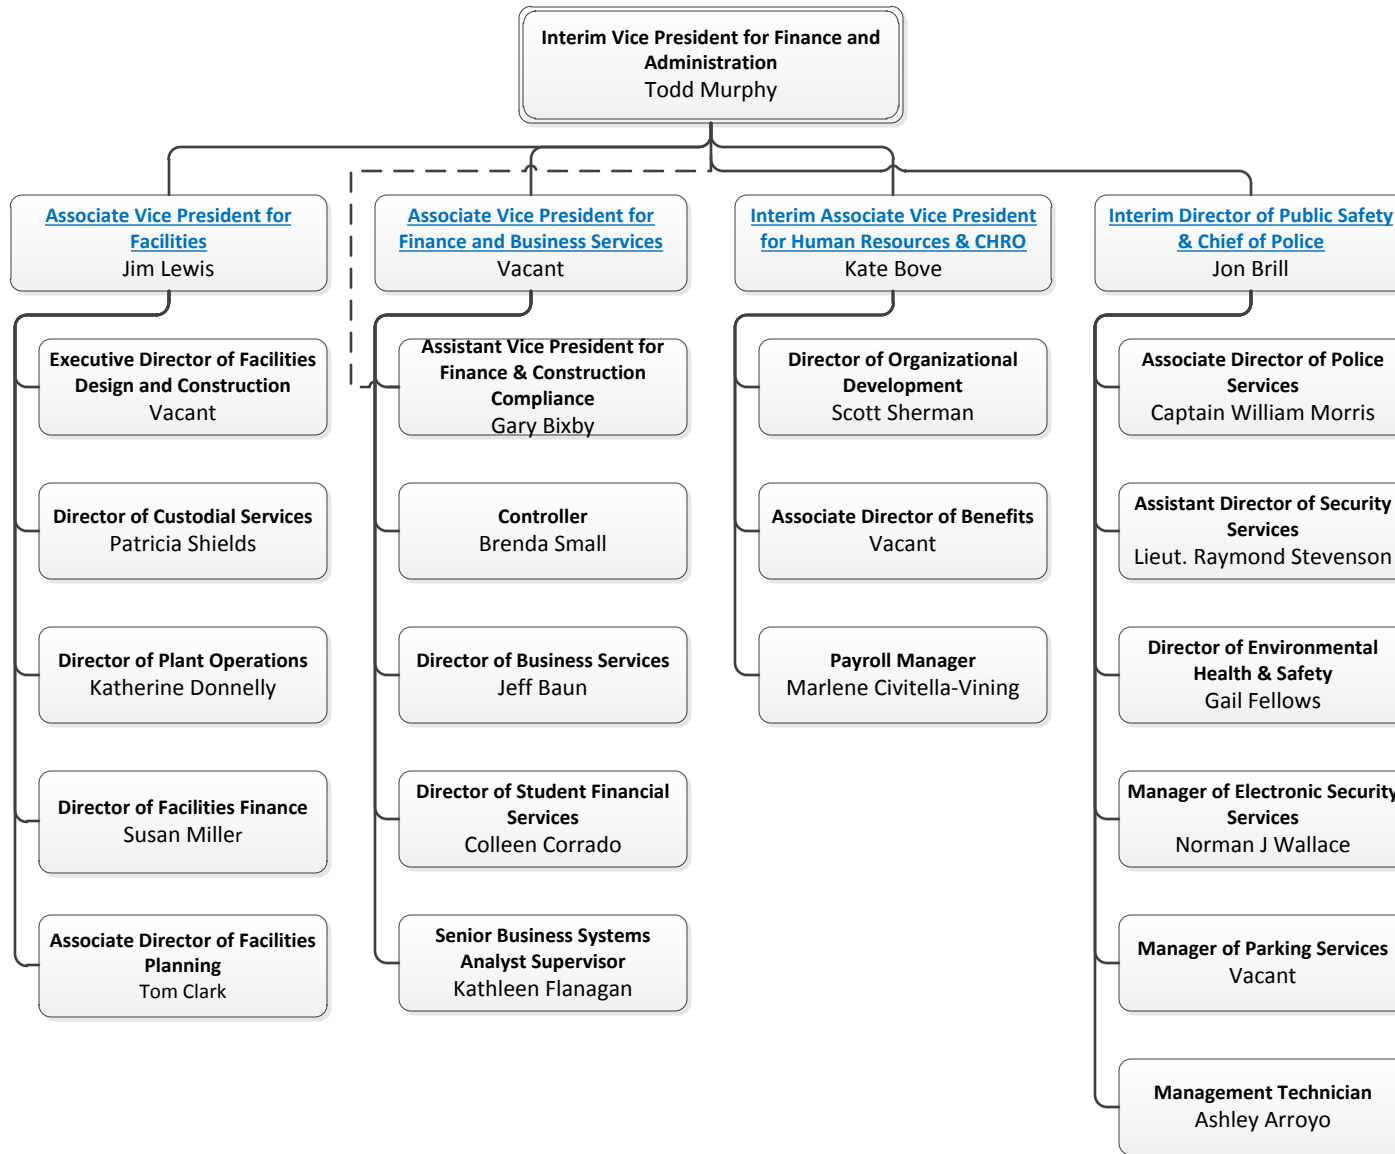 Interim Vice President for Finance and
Administration
Todd Murphy
Associate Vice President for
Facilities
Jim Lewis
Associate Vice President for
Finance and Business Services
Vacant
Interim Associate Vice President
for Human Resources & CHRO
Kate Bove
Interim Director of Public Safety
& Chief of Police
Jon Brill
Executive Director of Facilities
Design and Construction
Vacant
Director of Custodial Services
Patricia Shields
Director of Plant Operations
Katherine Donnelly
Director of Facilities Finance
Susan Miller
Associate Director of Facilities
Planning
Tom Clark
Assistant Vice President for
Finance & Construction
Compliance
Gary Bixby
Controller
Brenda Small
Director of Business Services
Jeff Baun
Director of Student Financial
Services
Colleen Corrado
Senior Business Systems
Analyst Supervisor
Kathleen Flanagan
Director of Organizational
Development
Scott Sherman
Associate Director of Benefits
Vacant
Payroll Manager
Marlene Civitella-Vining
Associate Director of Police
Services
Captain William Morris
Assistant Director of Security
Services
Lieut. Raymond Stevenson
Director of Environmental
Health & Safety
Gail Fellows
Manager of Electronic Security
Services
Norman J Wallace
Manager of Parking Services
Vacant
Management Technician
Ashley Arroyo